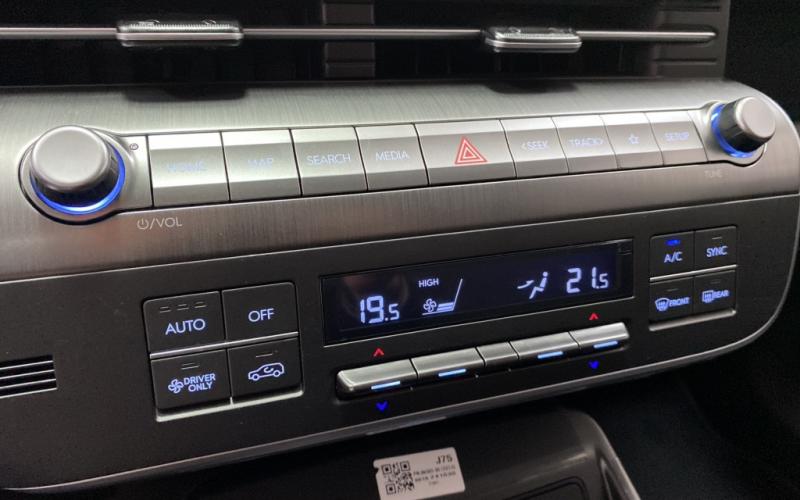 HOME MAP SEARCH MEDIA <SEEK TRACK> SETUP
/VOL
TUNE
AUTO OFF
DRIVER ONLY
19.5 HIGH 21.5
A/C SYNC
FRONT REAR
J75